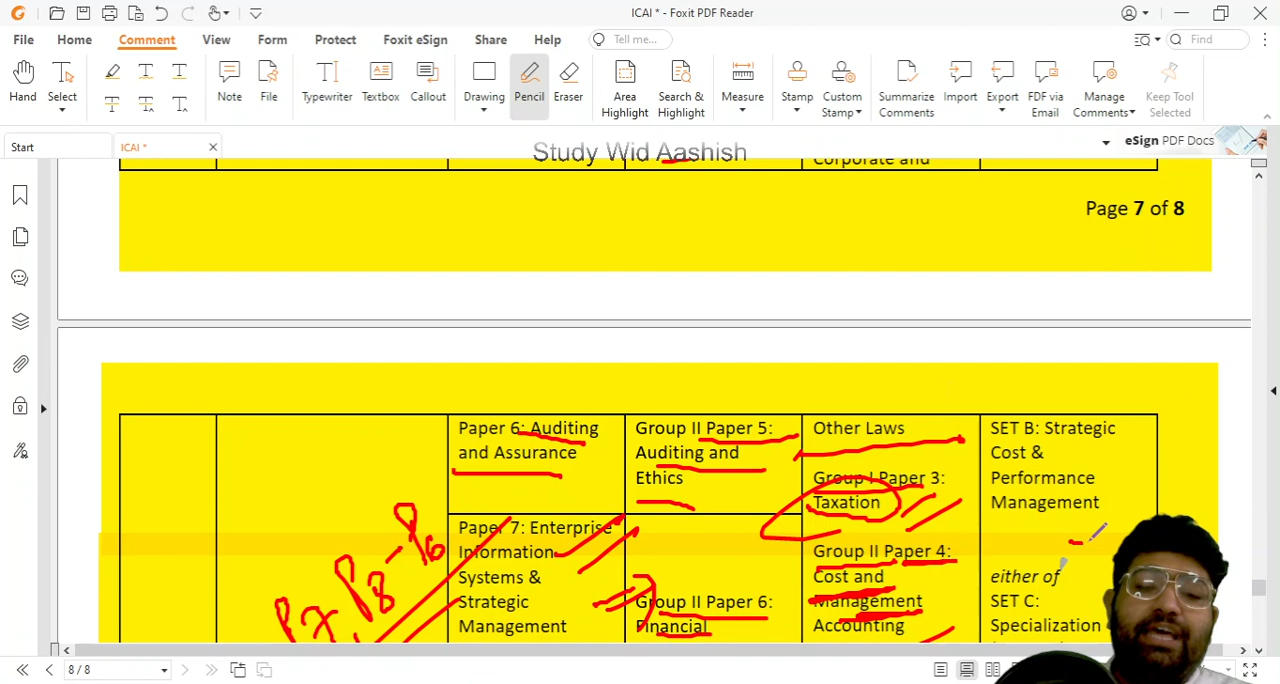 ICAI * - Foxit PDF Reader
File Home Comment View Form Protect Foxit eSign Share Help Tell me... Find
Hand Select Note File Typewriter Textbox Callout Drawing Pencil Eraser Area Highlight Search & Highlight Measure Stamp Custom Stamp Summarize Comments Import Export PDF via Email Manage Comments Keep Tool Selected
Start ICAI * eSign PDF Docs
Study Wid Aashish
Corporate and
Page 7 of 8
Paper 6: Auditing
and Assurance
Group II Paper 5:
Auditing and
Ethics
Other Laws
Group I Paper 3:
Taxation
SET B: Strategic
Cost &
Performance
Management
Paper 7: Enterprise
Information
Systems &
Strategic
Management
Group II Paper 6:
Financial
Group II Paper 4:
Cost and
Management
Accounting
either of
SET C:
Specialization
P7 - P8 - P6
8 / 8